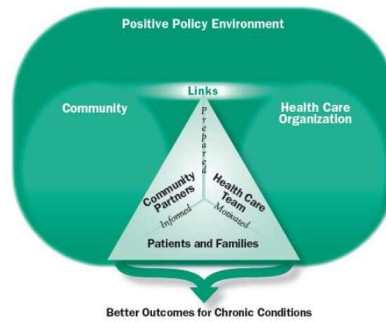 Positive Policy Environment
Links
Community
Health Care
Organization
Prepared
Community
Partners
Health Care
Team
Informed
Motivated
Patients and Families
Better Outcomes for Chronic Conditions